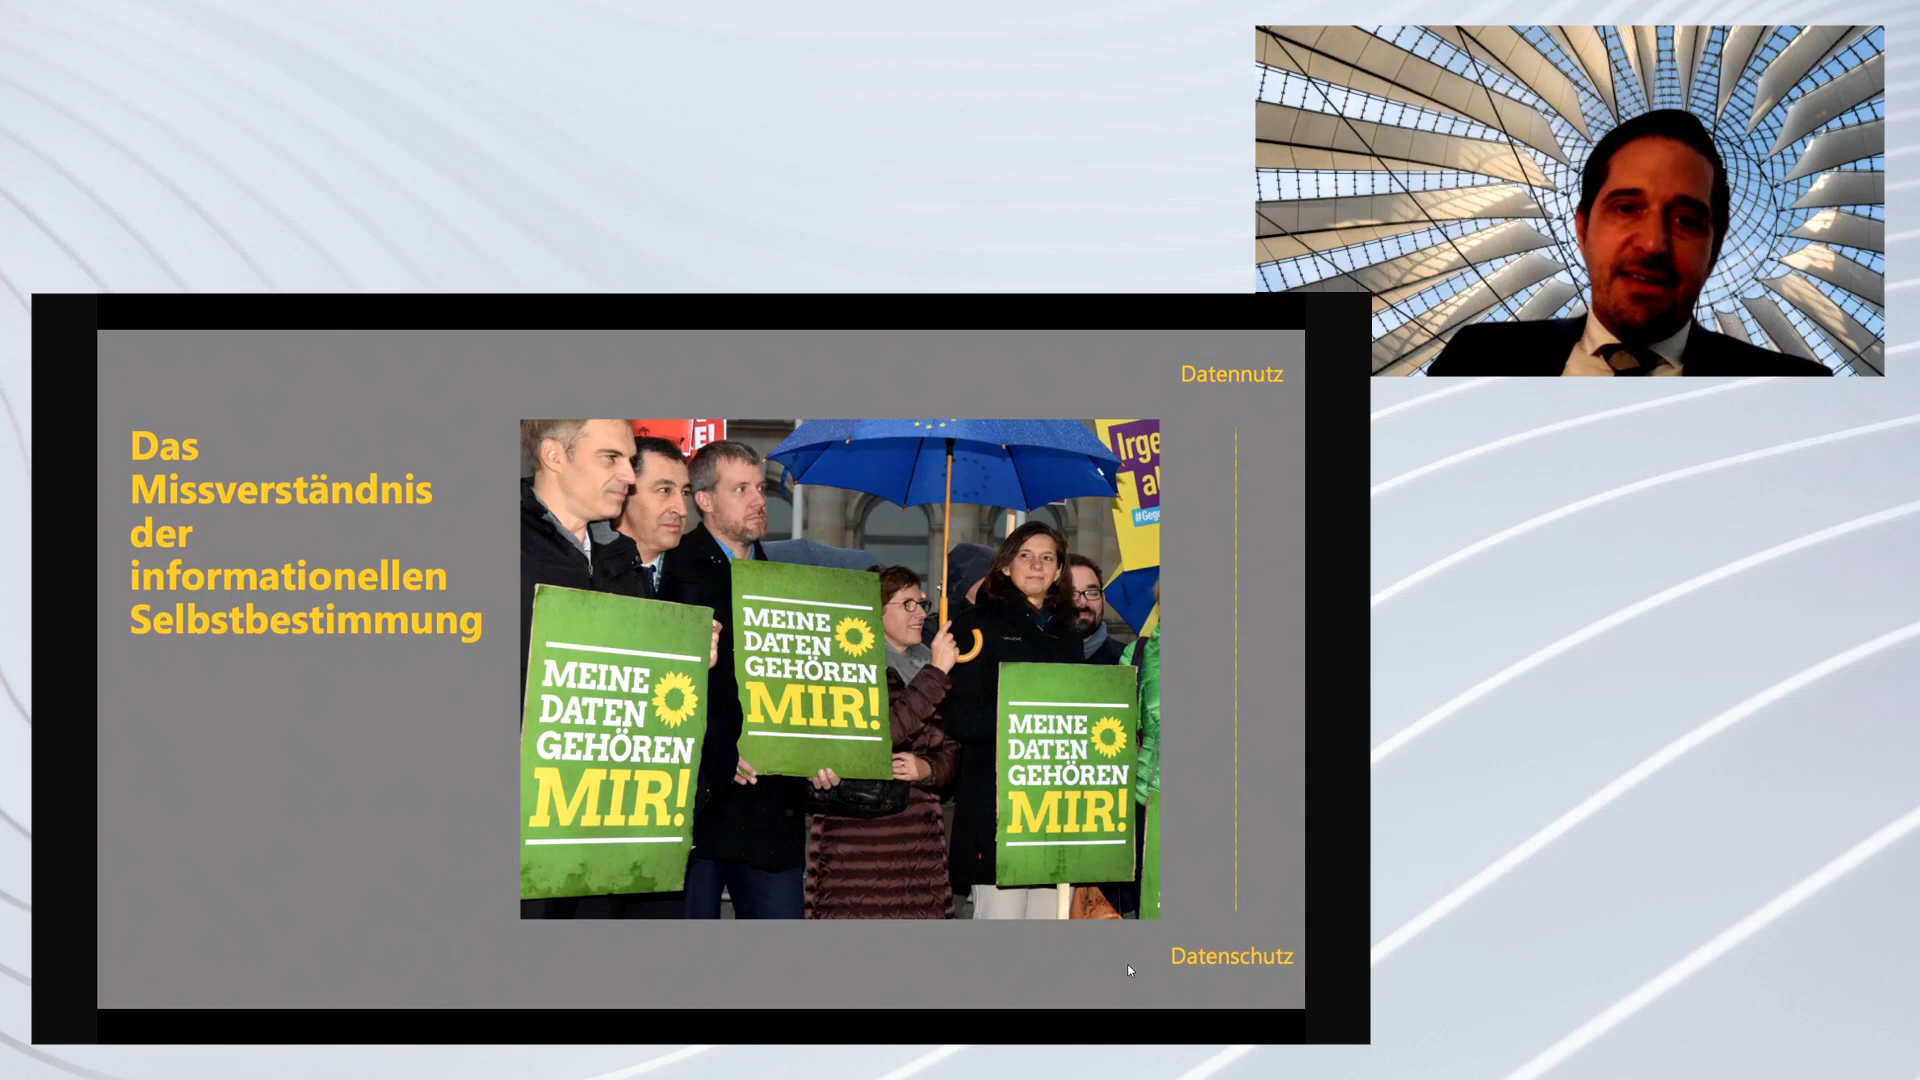 Datennutz
Das
Missverständnis
der
informationellen
Selbstbestimmung
MEINE
DATEN
GEHÖREN
MIR!
MEINE
DATEN
GEHÖREN
MIR!
MEINE
DATEN
GEHÖREN
MIR!
Datenschutz